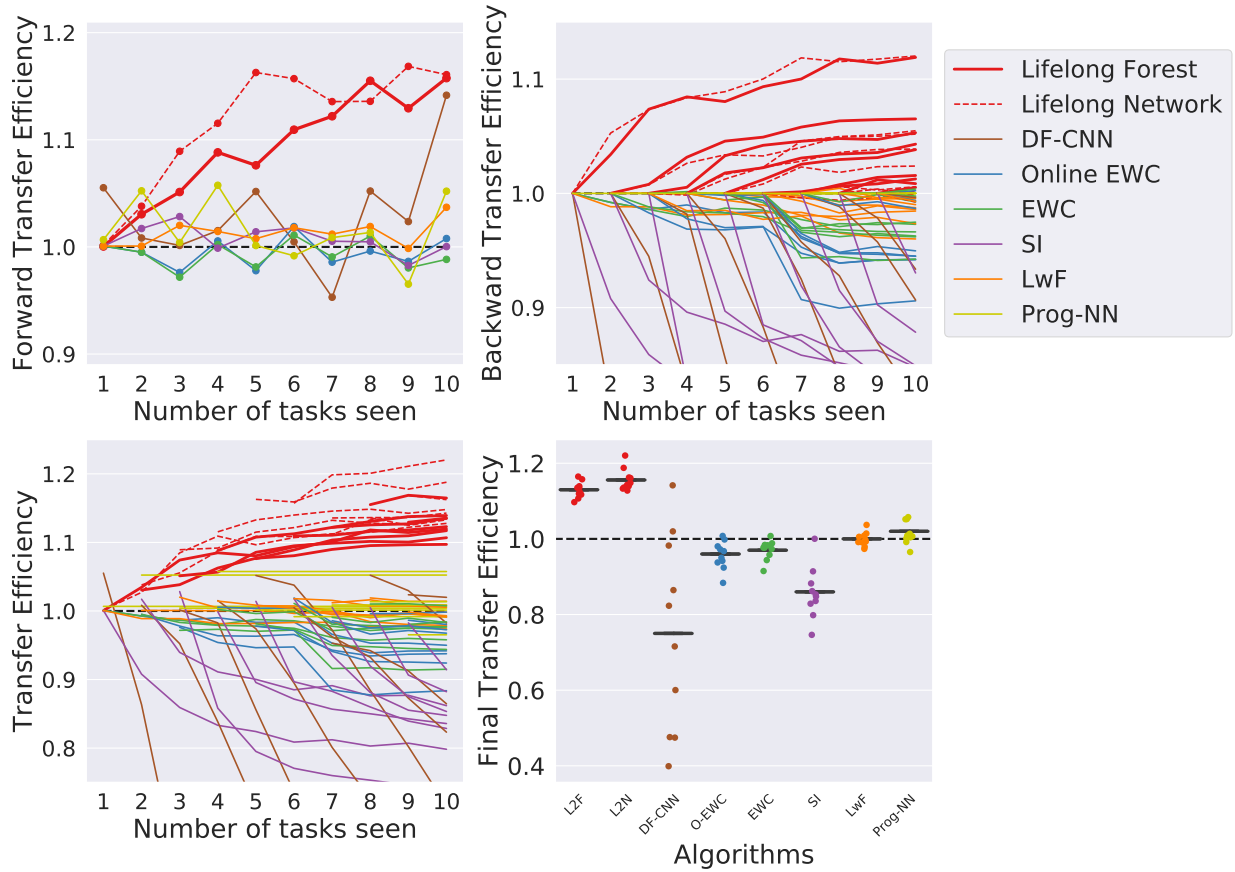 Forward Transfer Efficiency
1.2
1.1
1.0
0.9
1 2 3 4 5 6 7 8 9 10
Number of tasks seen
Backward Transfer Efficiency
1.1
1.0
0.9
1 2 3 4 5 6 7 8 9 10
Number of tasks seen
Lifelong Forest
Lifelong Network
DF-CNN
Online EWC
EWC
SI
LwF
Prog-NN
Transfer Efficiency
1.2
1.1
1.0
0.9
0.8
1 2 3 4 5 6 7 8 9 10
Number of tasks seen
Final Transfer Efficiency
1.2
1.0
0.8
0.6
0.4
L2F L2N DF-CNN O-EWC EWC SI LwF Prog-NN
Algorithms